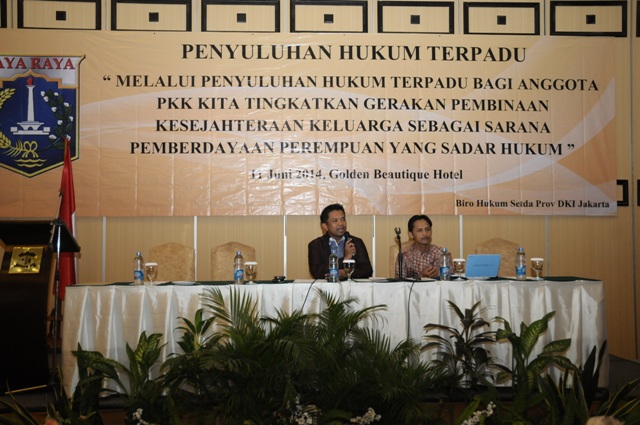 AYA RAYA
PENYULUHAN HUKUM TERPADU
“ MELALUI PENYULUHAN HUKUM TERPADU BAGI ANGGOTA
PKK KITA TINGKATKAN GERAKAN PEMBINAAN
KESEJAHTERAAN KELUARGA SEBAGAI SARANA
PEMBERDAYAAN PEREMPUAN YANG SADAR HUKUM ”
11 Juni 2014, Golden Beautique Hotel
Biro Hukum Setda Prov DKI Jakarta